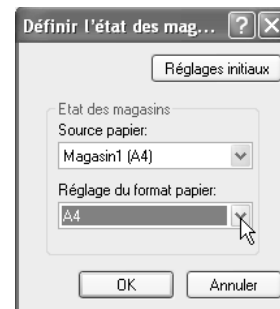 Définir l'état des mag...
Réglages initiaux
Etat des magasins
Source papier:
Magasin1 (A4)
Réglage du format papier:
A4
OK
Annuler